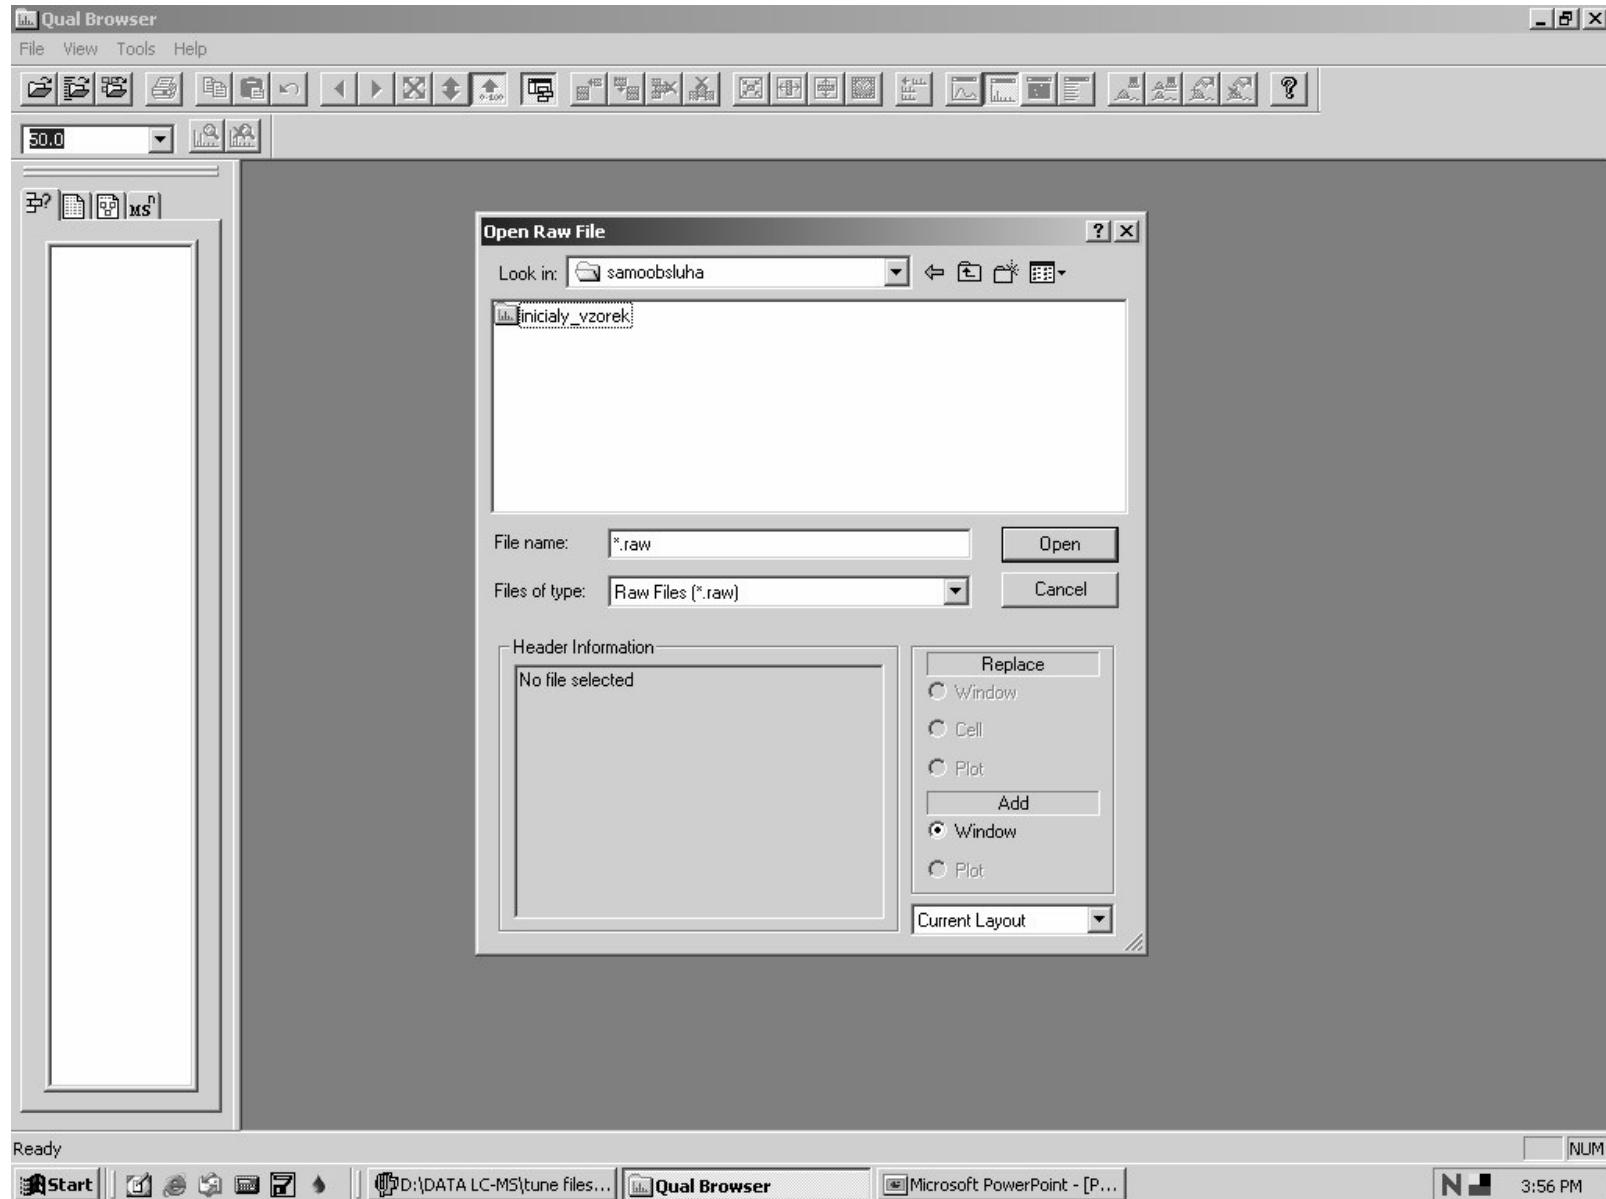 Qual Browser
File View Tools Help
50.0
MSⁿ
Open Raw File
Look in: samoobsluha
inicialy_vzorek
File name: *.raw Open
Files of type: Raw Files (*.raw) Cancel
Header Information
No file selected
Replace
Window
Cell
Plot
Add
Window
Plot
Current Layout
Ready NUM
Start D:\DATA LC-MS\tune files... Qual Browser Microsoft PowerPoint - [P... N 3:56 PM